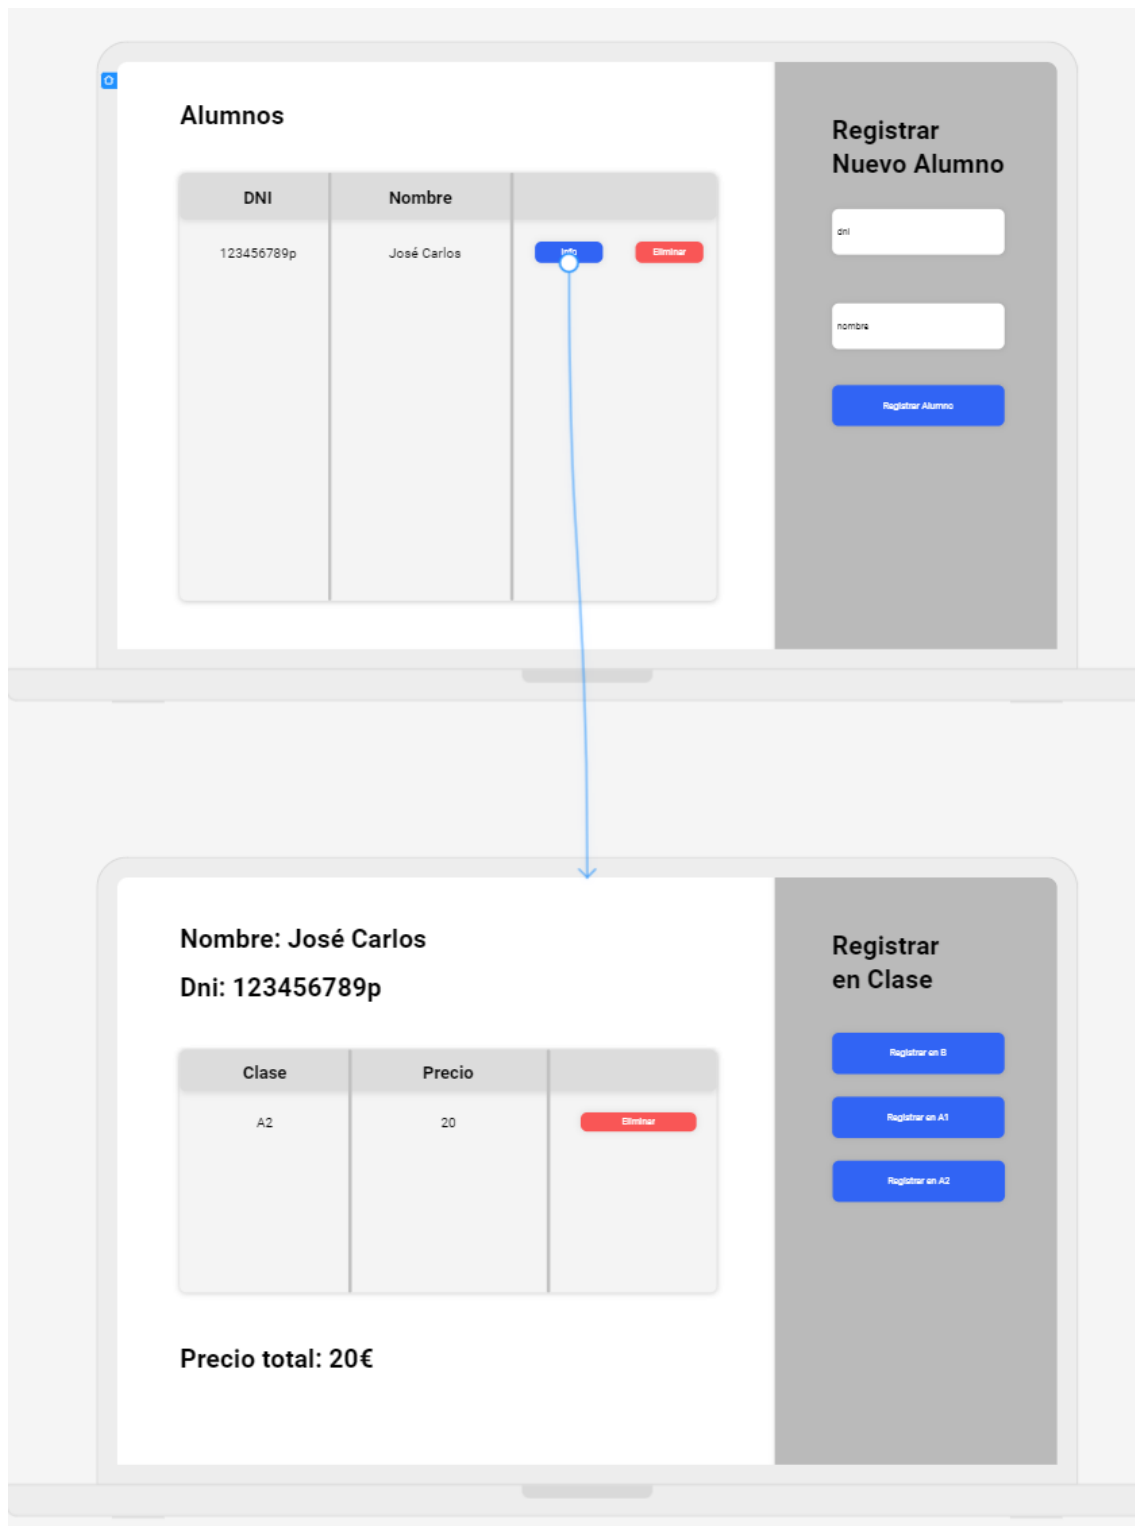 Alumnos
DNI
Nombre
123456789p
José Carlos
Info
Eliminar
Registrar
Nuevo Alumno
dni
nombre
Registrar Alumno
Nombre: José Carlos
Dni: 123456789p
Clase
Precio
A2
20
Eliminar
Precio total: 20€
Registrar
en Clase
Registrar en B
Registrar en A1
Registrar en A2